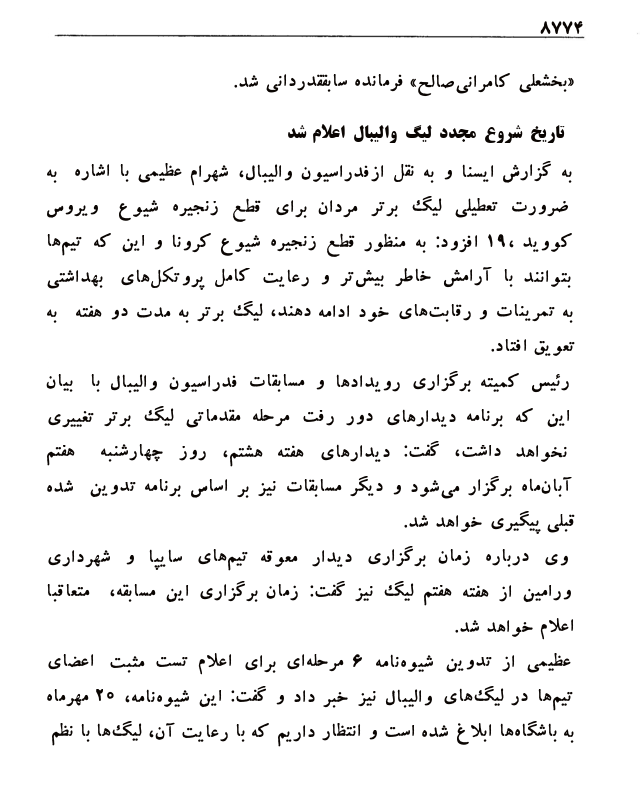 ۸۷۷۴
«بخشعلی کامرانی‌صالح» فرمانده سابققدردانی شد.
تاریخ شروع مجدد لیگ والیبال اعلام شد
به گزارش ایسنا و به نقل ازفدراسیون والیبال، شهرام عظیمی با اشاره به
ضرورت تعطیلی لیگ برتر مردان برای قطع زنجیره شیوع ویروس
کووید ،۱۹ افزود: به منظور قطع زنجیره شیوع کرونا و این که تیم‌ها
بتوانند با آرامش خاطر بیش‌تر و رعایت کامل پروتکل‌های بهداشتی
به تمرینات و رقابت‌های خود ادامه دهند، لیگ برتر به مدت دو هفته به
تعویق افتاد.
رئیس کمیته برگزاری رویدادها و مسابقات فدراسیون والیبال با بیان
این که برنامه دیدارهای دور رفت مرحله مقدماتی لیگ برتر تغییری
نخواهد داشت، گفت: دیدارهای هفته هشتم، روز چهارشنبه هفتم
آبان‌ماه برگزار می‌شود و دیگر مسابقات نیز بر اساس برنامه تدوین شده
قبلی پیگیری خواهد شد.
وی درباره زمان برگزاری دیدار معوقه تیم‌های سایپا و شهرداری
ورامین از هفته هفتم لیگ نیز گفت: زمان برگزاری این مسابقه، متعاقبا
اعلام خواهد شد.
عظیمی از تدوین شیوه‌نامه ۶ مرحله‌ای برای اعلام تست مثبت اعضای
تیم‌ها در لیگ‌های والیبال نیز خبر داد و گفت: این شیوه‌نامه، ۲۰ مهرماه
به باشگاه‌ها ابلاغ شده است و انتظار داریم که با رعایت آن، لیگ‌ها با نظم